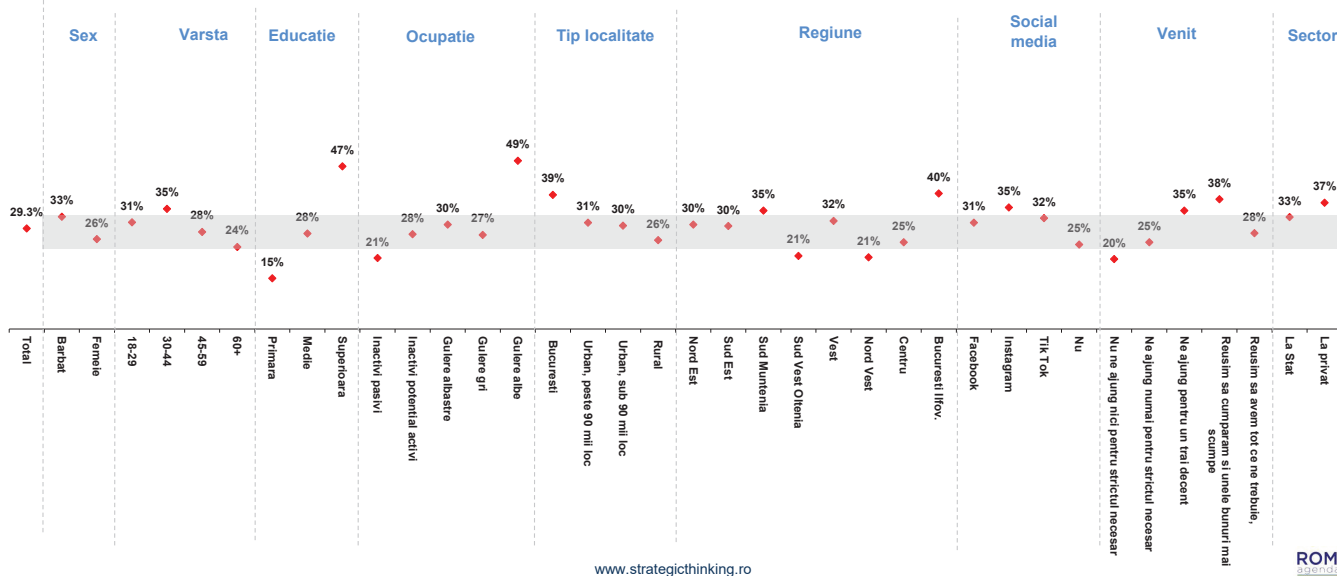 Sex
Varsta
Educatie
Ocupatie
Tip localitate
Regiune
Social
media
Venit
Sector
29.3%
33%
26%
31%
35%
28%
24%
15%
28%
47%
21%
28%
30%
27%
49%
39%
31%
30%
26%
30%
30%
35%
21%
32%
21%
25%
40%
31%
35%
32%
25%
20%
25%
35%
38%
28%
33%
37%
Total
Barbat
Femeie
18-29
30-44
45-59
60+
Primara
Medie
Superioara
Inactivi pasivi
Inactivi potential activi
Gulere albastre
Gulere gri
Gulere albe
Bucuresti
Urban, peste 90 mii loc
Urban, sub 90 mii loc
Rural
Nord Est
Sud Est
Sud Muntenia
Sud Vest Oltenia
Vest
Nord Vest
Centru
Bucuresti Ilfov.
Facebook
Instagram
Tik Tok
Nu
Nu ne ajung nici pentru strictul necesar
Ne ajung numai pentru strictul necesar
Ne ajung pentru un trai decent
Reusim sa cumparam si unele bunuri mai
scumpe
Reusim sa avem tot ce ne trebuie,
La Stat
La privat
www.strategicthinking.ro
ROM
agenda